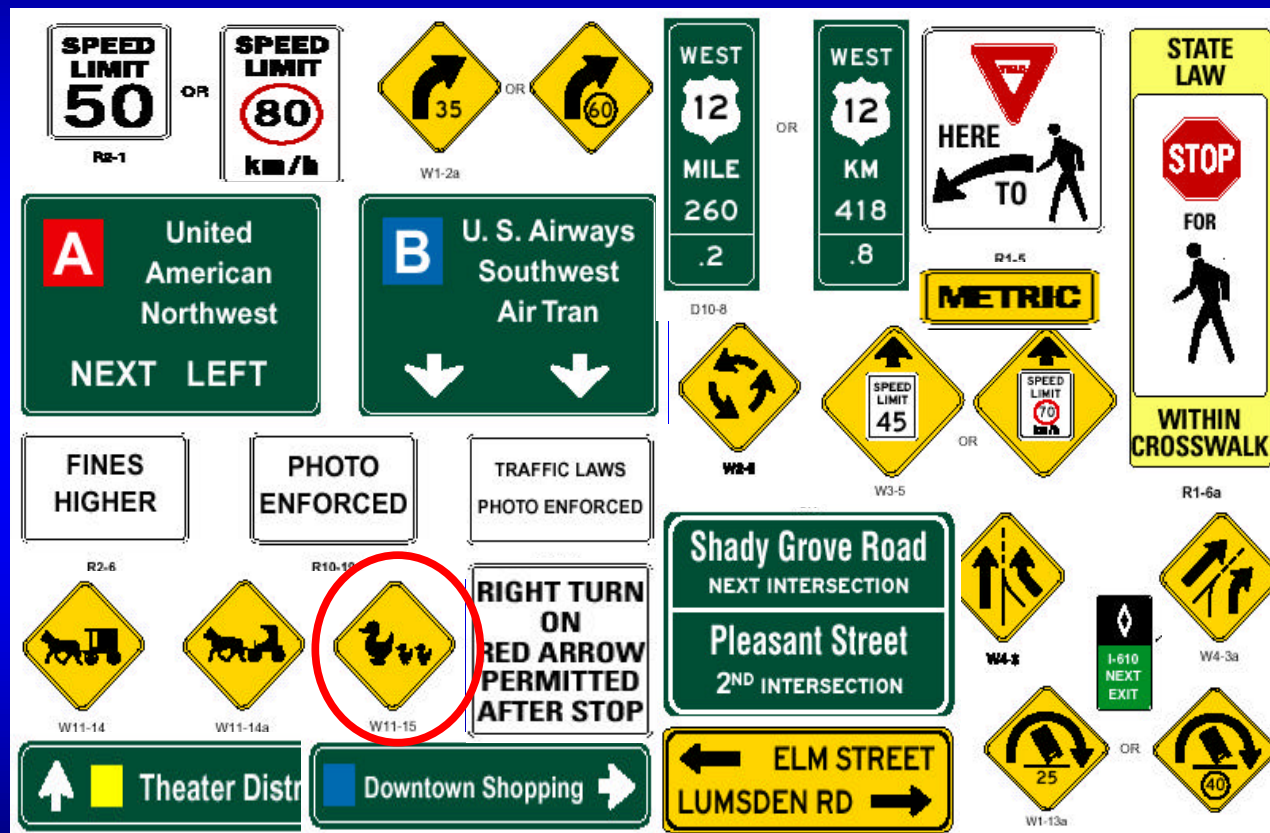 SPEED
LIMIT
50
R2-1
OR
SPEED
LIMIT
80
km/h
35
W1-2a
OR
60
WEST
12
MILE
260
.2
D10-8
OR
WEST
12
KM
418
.8
YIELD
HERE
TO
R1-5
METRIC
STATE
LAW
STOP
FOR
WITHIN
CROSSWALK
R1-6a
A
United
American
Northwest
NEXT LEFT
B
U. S. Airways
Southwest
Air Tran
SPEED
LIMIT
45
W3-5
OR
SPEED
LIMIT
70
km/h
FINES
HIGHER
R2-6
PHOTO
ENFORCED
TRAFFIC LAWS
PHOTO ENFORCED
W11-14
W11-14a
W11-15
RIGHT TURN
ON
RED ARROW
PERMITTED
AFTER STOP
Shady Grove Road
NEXT INTERSECTION
Pleasant Street
2ND INTERSECTION
I-610
NEXT
EXIT
W4-3a
Theater Distr
Downtown Shopping
ELM STREET
LUMSDEN RD
25
W1-13a
OR
40